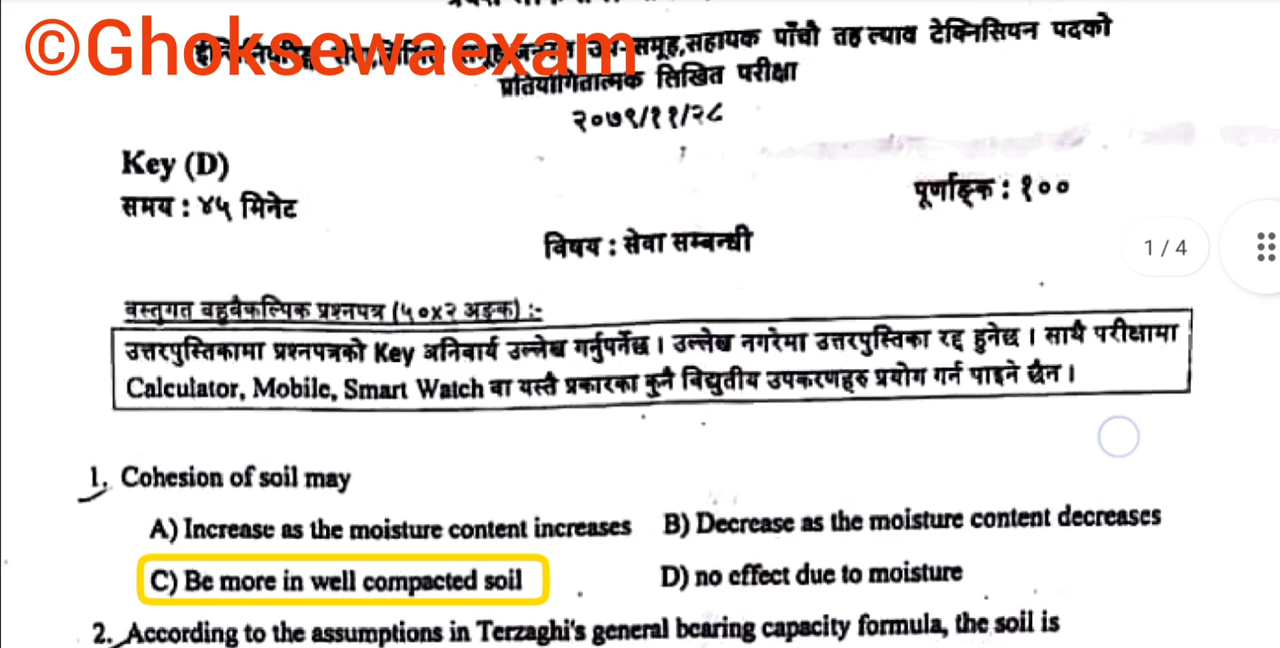 ©Ghoksewaexam
समूह,सहायक पाँचौ तह ल्याव टेक्निसियन पदको
प्रतियोगितात्मक लिखित परीक्षा
२०७९/११/२८
Key (D)
समय : ४५ मिनेट
पूर्णाङ्क : १००
विषय : सेवा सम्बन्धी
1 / 4
वस्तुगत बहुवैकल्पिक प्रश्नपत्र (५०x२ अङ्क) :-
उत्तरपुस्तिकामा प्रश्नपत्रको Key अनिवार्य उल्लेख गर्नुपर्नेछ । उल्लेख नगरेमा उत्तरपुस्तिका रद्द हुनेछ । साथै परीक्षामा
Calculator, Mobile, Smart Watch वा यस्तै प्रकारका कुनै विद्युतीय उपकरणहरु प्रयोग गर्न पाइने छैन ।
1. Cohesion of soil may
A) Increase as the moisture content increases B) Decrease as the moisture content decreases
C) Be more in well compacted soil D) no effect due to moisture
2. According to the assumptions in Terzaghi's general bearing capacity formula, the soil is